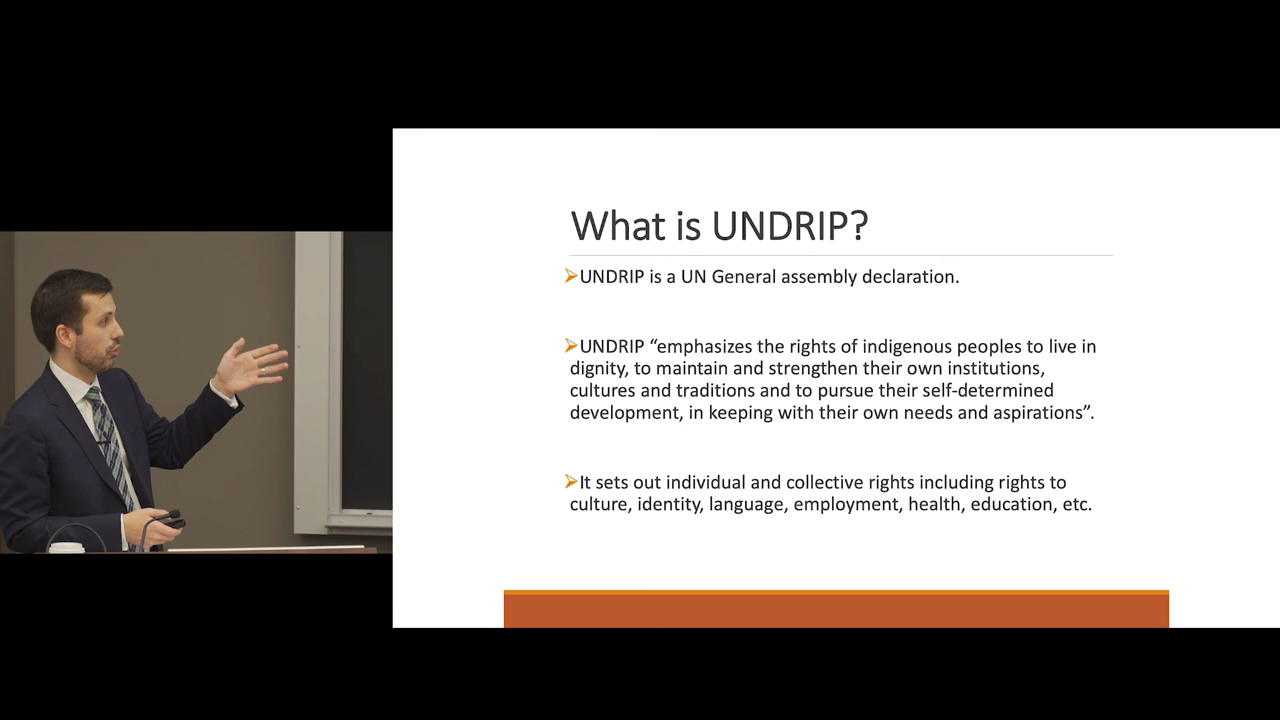 What is UNDRIP?
UNDRIP is a UN General assembly declaration.
UNDRIP “emphasizes the rights of indigenous peoples to live in
dignity, to maintain and strengthen their own institutions,
cultures and traditions and to pursue their self-determined
development, in keeping with their own needs and aspirations”.
It sets out individual and collective rights including rights to
culture, identity, language, employment, health, education, etc.